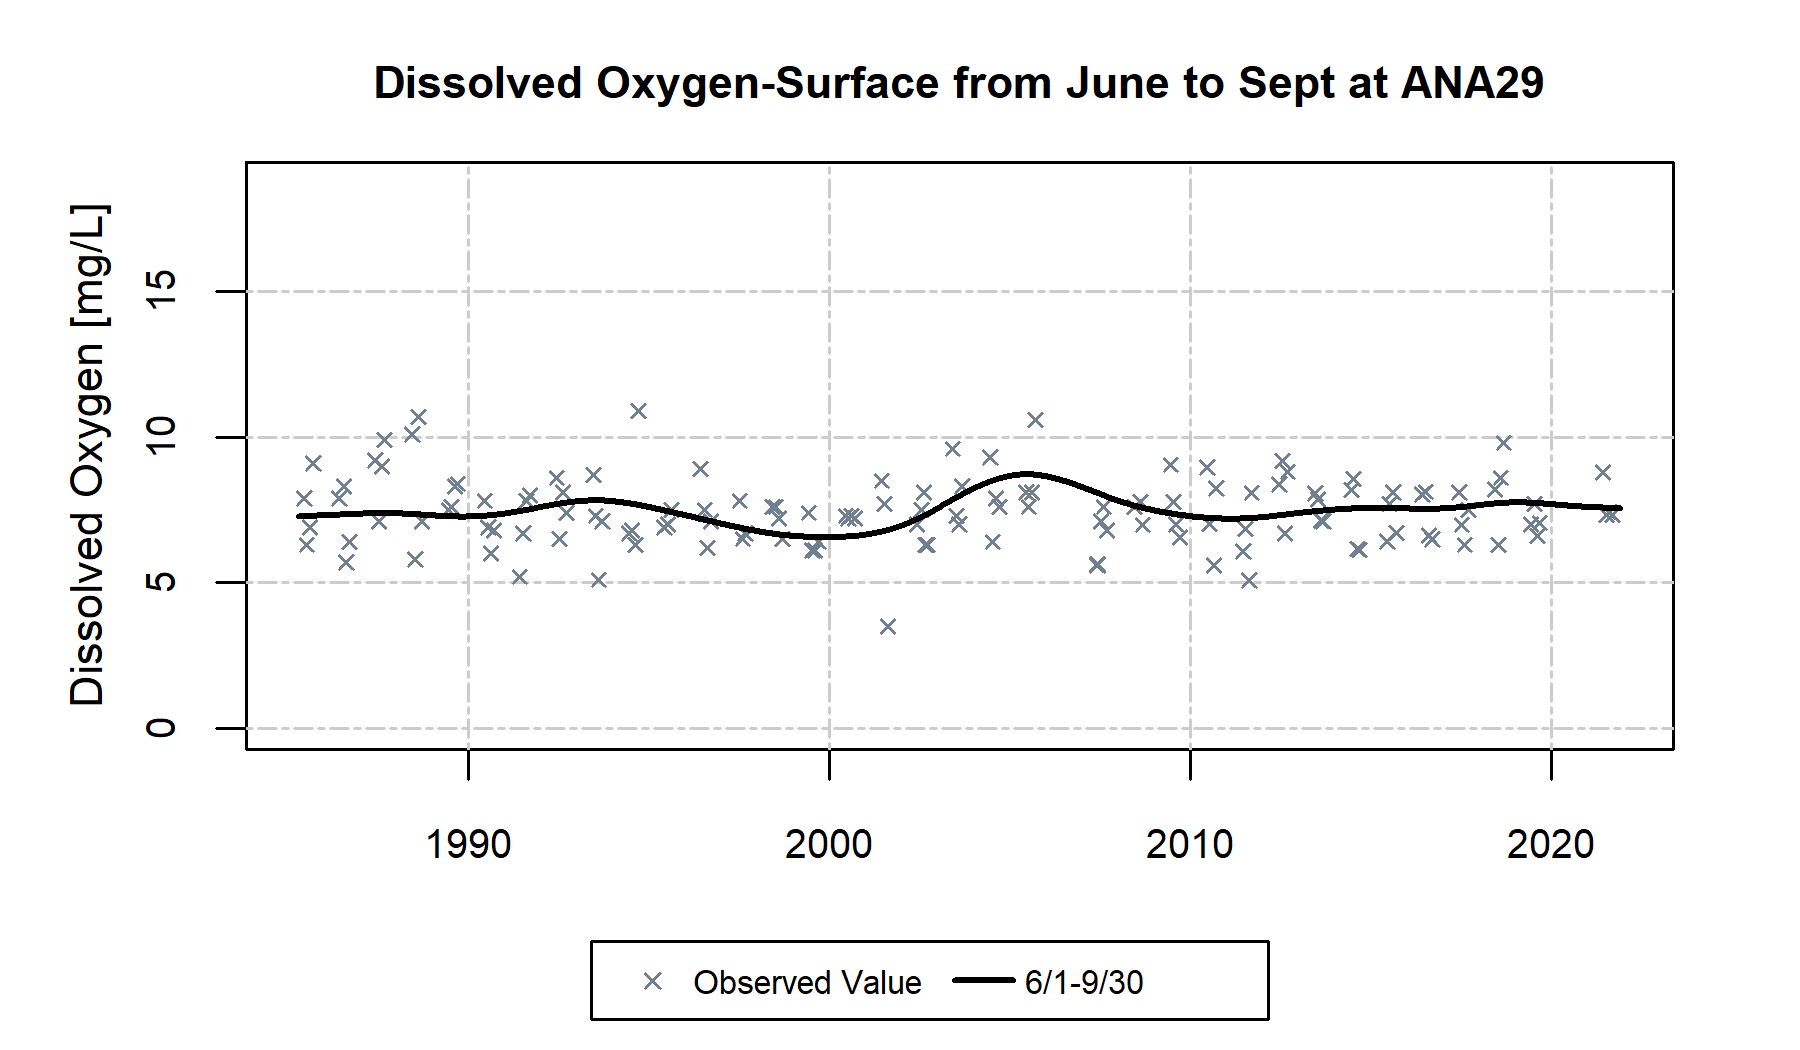 Dissolved Oxygen-Surface from June to Sept at ANA29
Dissolved Oxygen [mg/L]
15
10
5
0
1990 2000 2010 2020
Observed Value 6/1-9/30